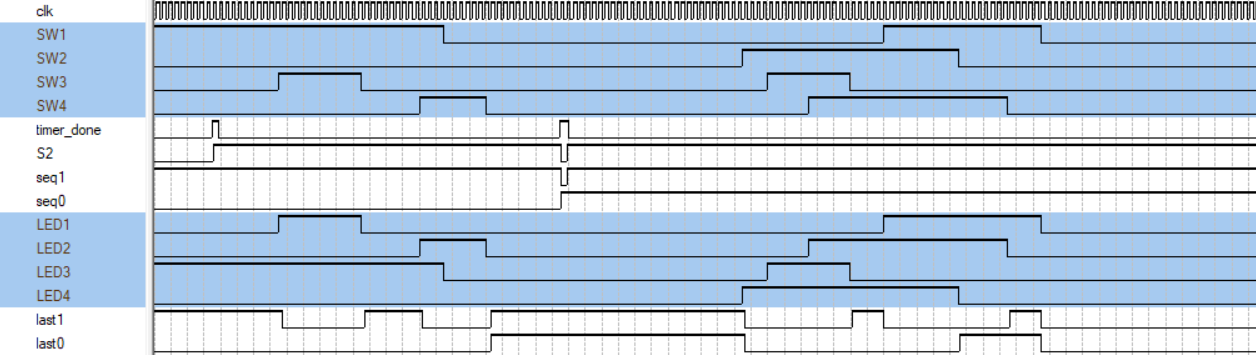 clk
SW1
SW2
SW3
SW4
timer_done
S2
seq1
seq0
LED1
LED2
LED3
LED4
last1
last0